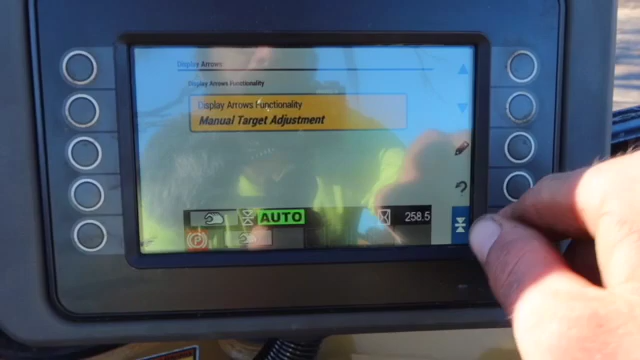 Display Arrows
Display Arrows Functionality
Display Arrows Functionality
Manual Target Adjustment
AUTO
258.5
P